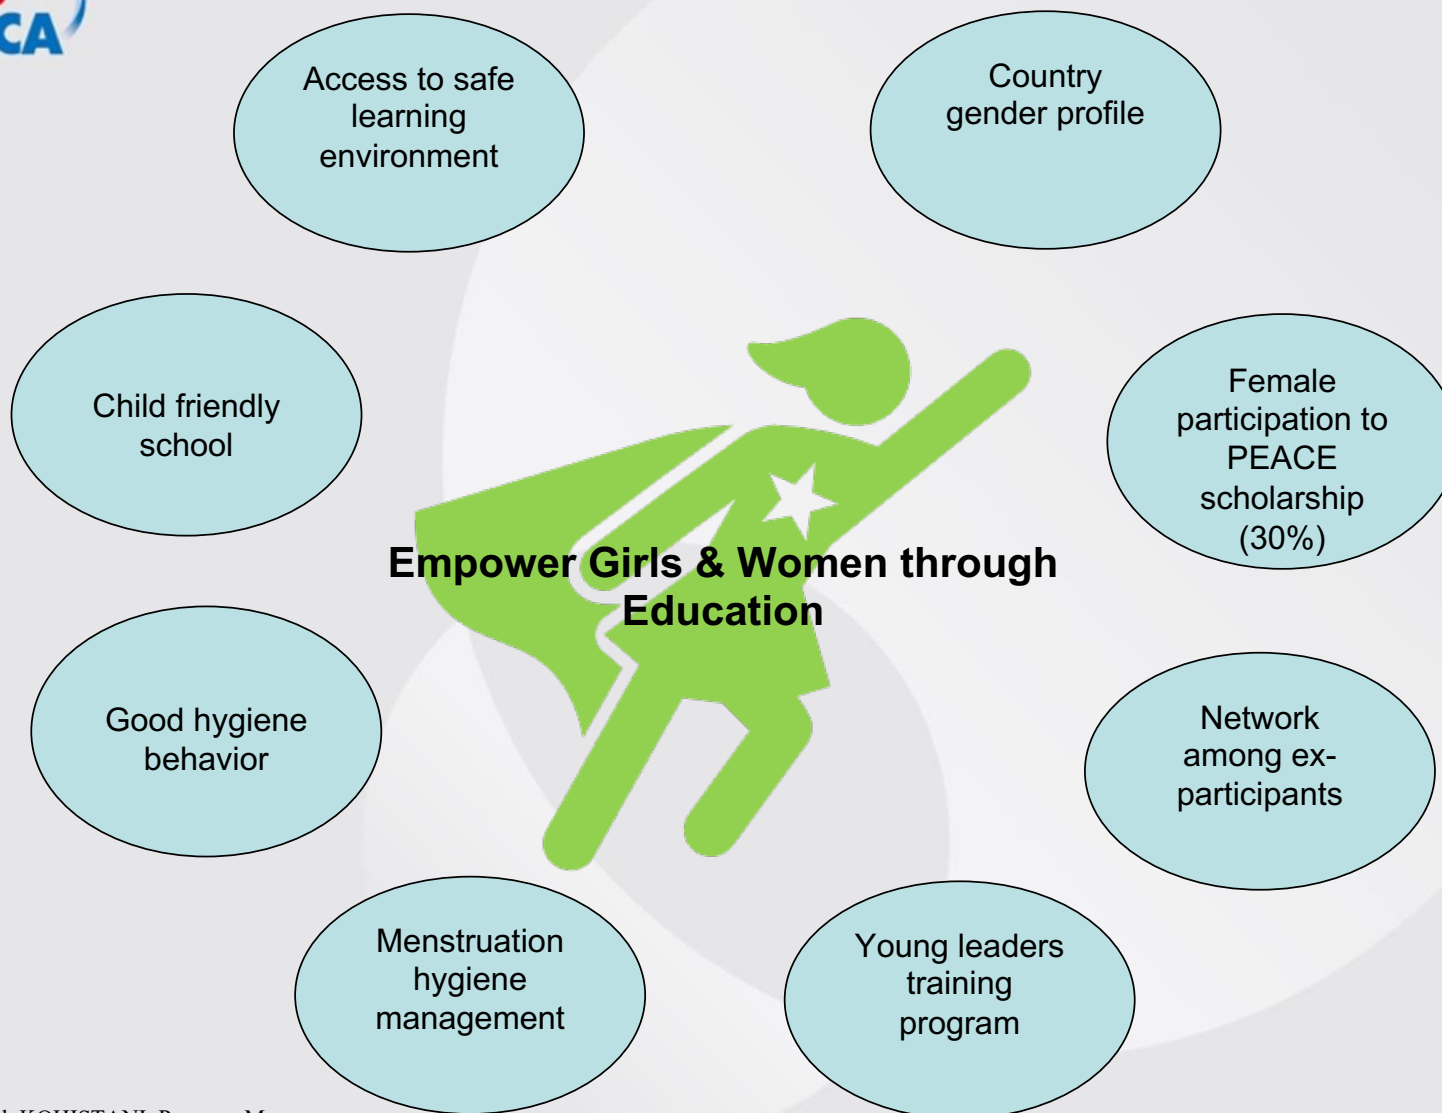 CA
Access to safe
learning
environment
Country
gender profile
Child friendly
school
Female
participation to
PEACE
scholarship
(30%)
Empower Girls & Women through
Education
Good hygiene
behavior
Network
among ex-
participants
Menstruation
hygiene
management
Young leaders
training
program
KOHISTANI